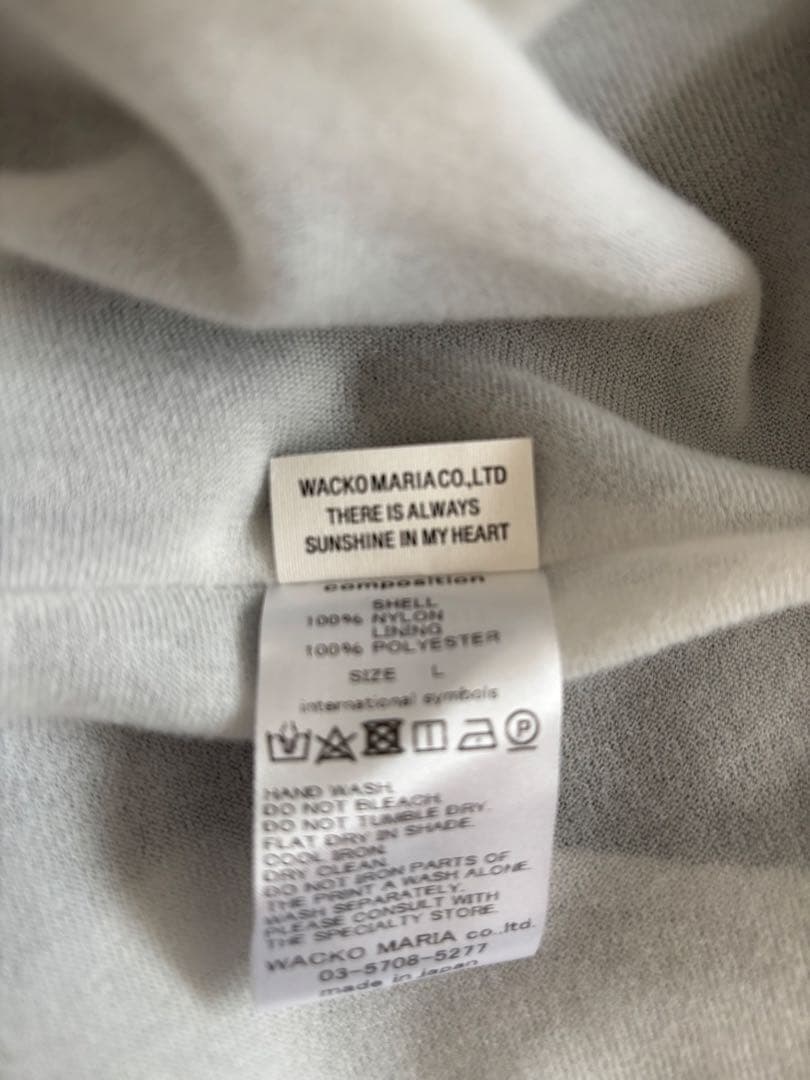 WACKO MARIA CO.,LTD
THERE IS ALWAYS
SUNSHINE IN MY HEART
composition
SHELL
100% NYLON
LINING
100% POLYESTER
SIZE L
international symbols
P
HAND WASH.
DO NOT BLEACH.
DO NOT TUMBLE DRY.
FLAT DRY IN SHADE.
COOL IRON.
DRY CLEAN.
DO NOT IRON PARTS OF
THE PRINT A WASH ALONE.
WASH SEPARATELY.
PLEASE CONSULT WITH
THE SPECIALTY STORE.
WACKO MARIA co.,ltd.
03-5708-5277
made in japan